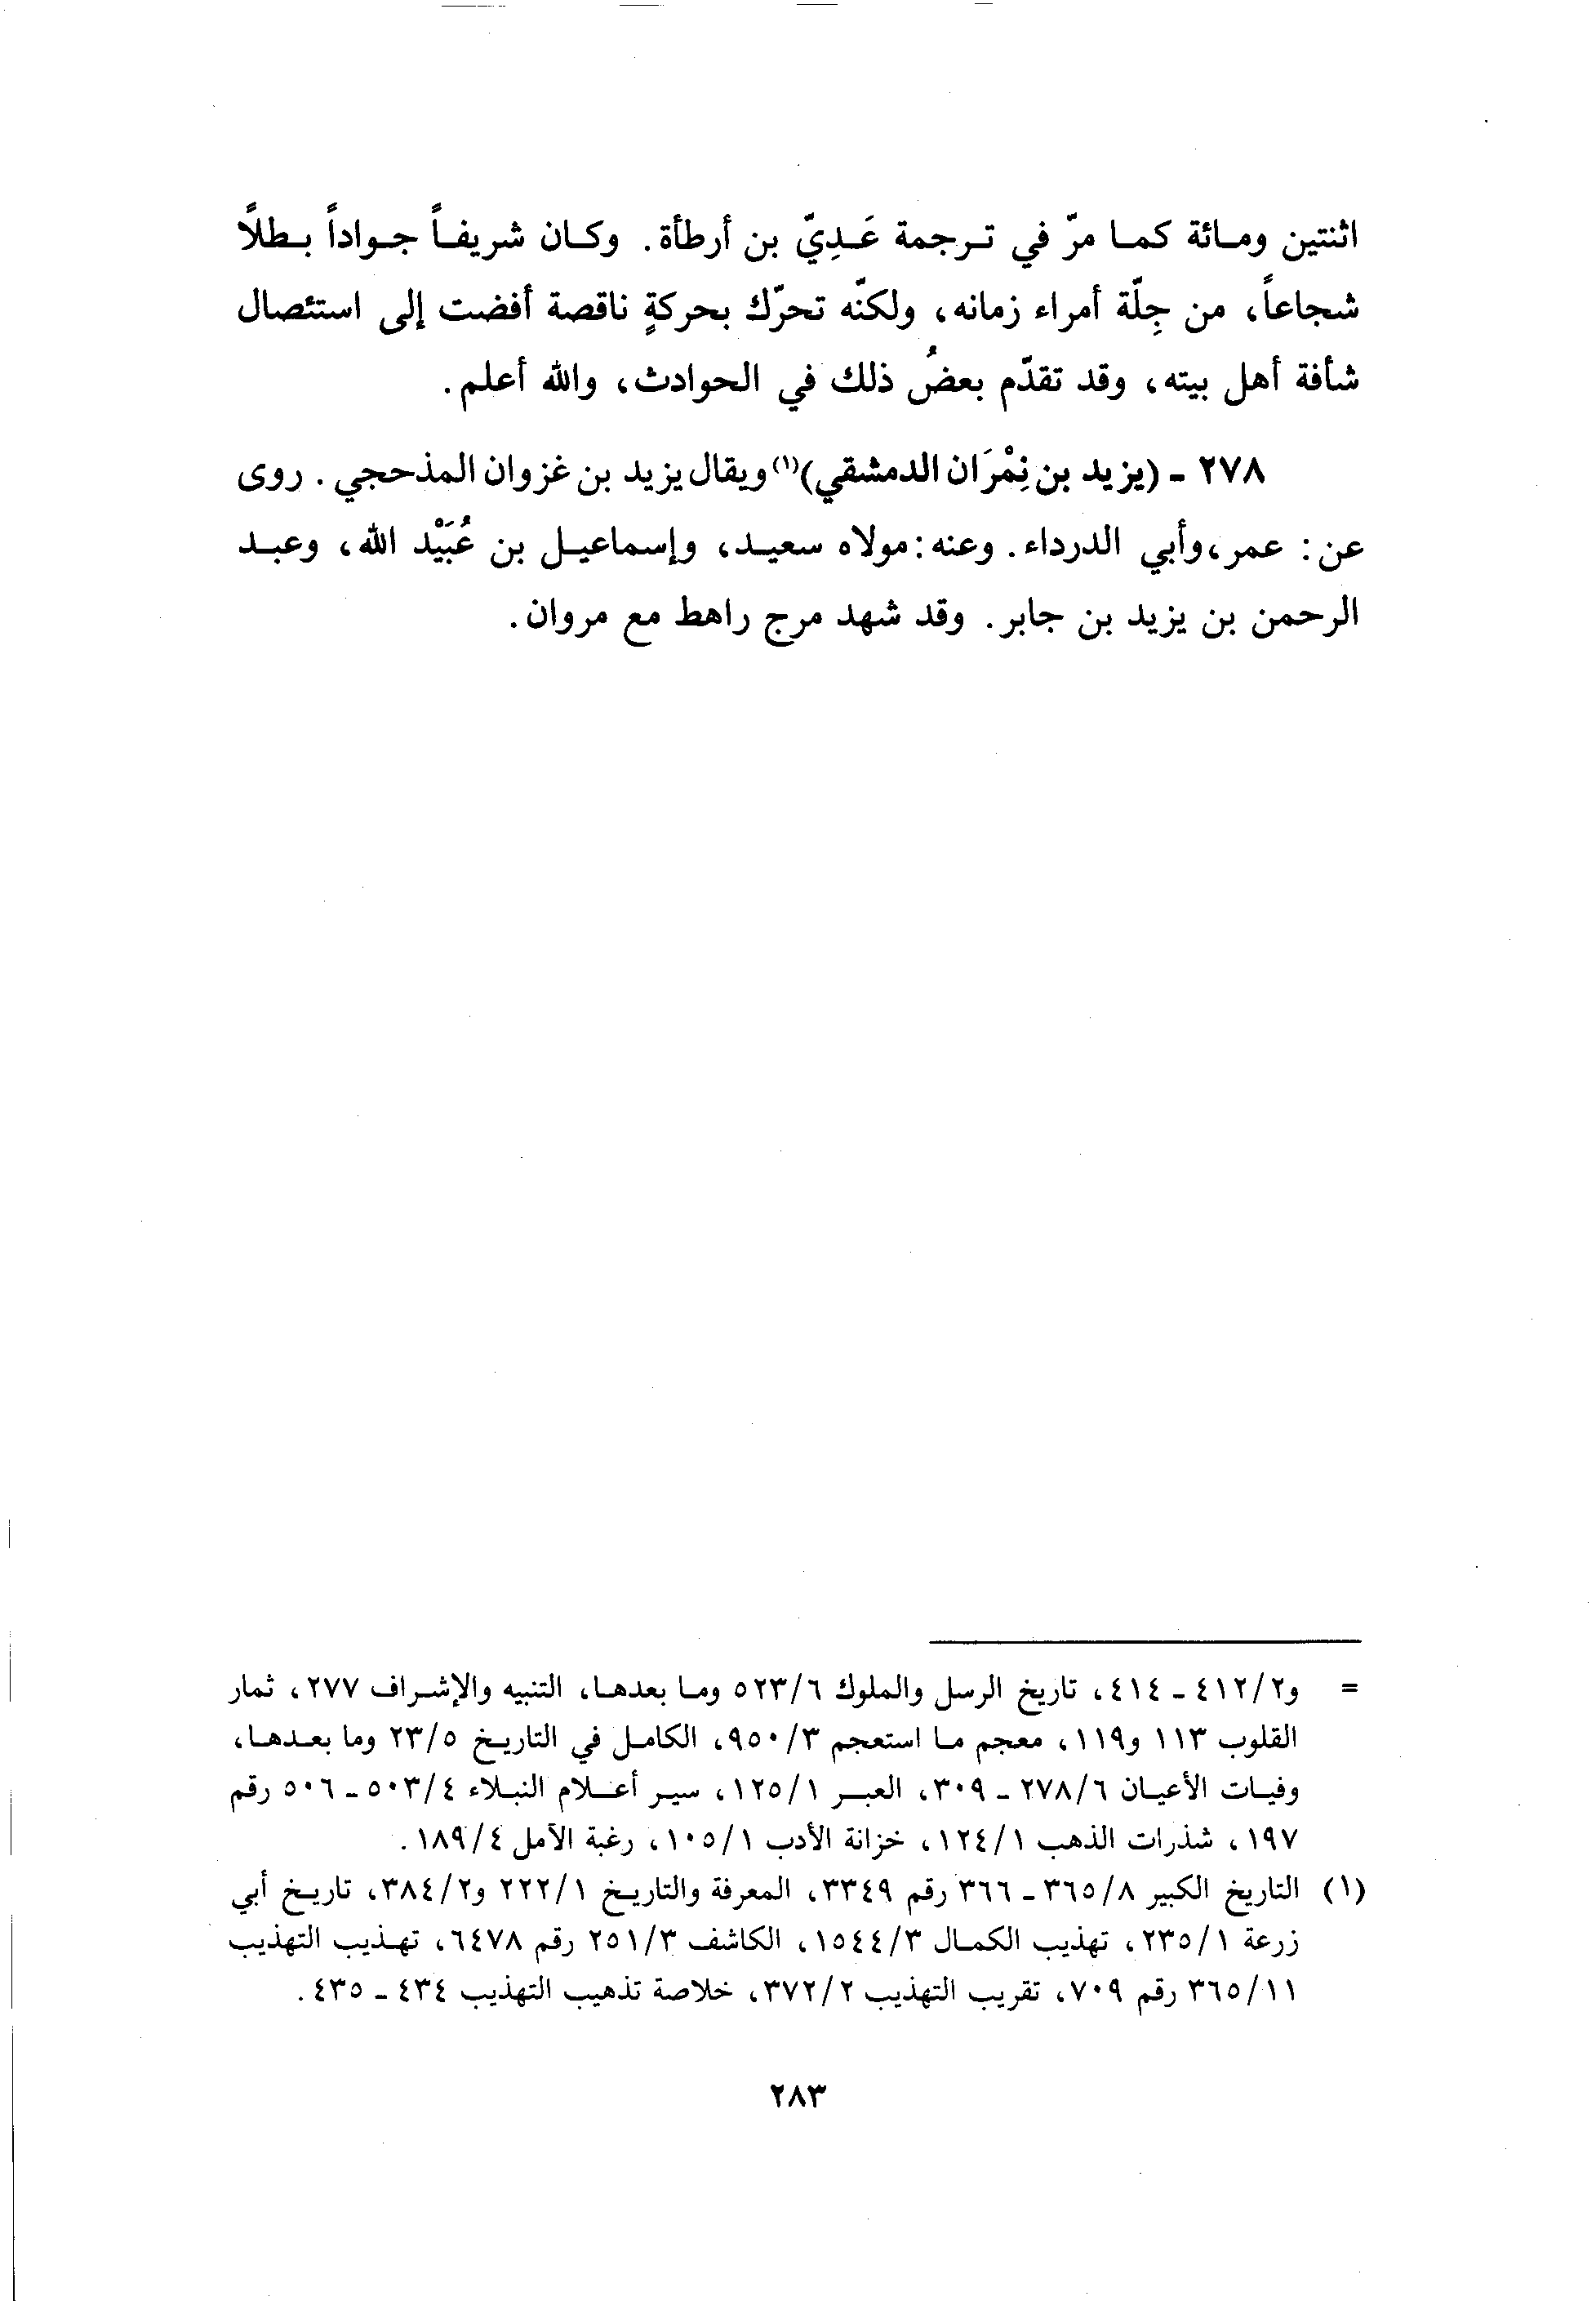 اثنتين ومائة كما مرّ في ترجمة عَدِيّ بن أرطأة. وكان شريفاً جواداً بطلاً
شجاعاً، من جِلّة أمراء زمانه، ولكنّه تحرّك بحركةٍ ناقصة أفضت إلى استئصال
شأفة أهل بيته، وقد تقدّم بعضُ ذلك في الحوادث، والله أعلم.
٢٧٨ ـ (يزيد بن نِمْرَان الدمشقي)(١) ويقال يزيد بن غزوان المذحجي. روى
عن: عمر، وأبي الدرداء. وعنه: مولاه سعيد، وإسماعيل بن عُبَيْد الله، وعبد
الرحمن بن يزيد بن جابر. وقد شهد مرج راهط مع مروان.
= و٢/ ٤١٢ ـ ٤١٤، تاريخ الرسل والملوك ٦/ ٥٢٣ وما بعدها، التنبيه والإشراف ٢٧٧، ثمار
القلوب ١١٣ و١١٩، معجم ما استعجم ٣/ ٩٥٠، الكامل في التاريخ ٥/ ٢٣ وما بعدها،
وفيات الأعيان ٦/ ٢٧٨ ـ ٣٠٩، العبر ١/ ١٢٥، سير أعلام النبلاء ٤/ ٥٠٣ ـ ٥٠٦ رقم
١٩٧، شذرات الذهب ١/ ١٢٤، خزانة الأدب ١/ ١٠٥، رغبة الآمل ٤/ ١٨٩.
(١) التاريخ الكبير ٨/ ٣٦٥ ـ ٣٦٦ رقم ٣٣٤٩، المعرفة والتاريخ ١/ ٢٢٢ و٢/ ٣٨٤، تاريخ أبي
زرعة ١/ ٢٣٥، تهذيب الكمال ٣/ ١٥٤٤، الكاشف ٣/ ٢٥١ رقم ٦٤٧٨، تهذيب التهذيب
١١/ ٣٦٥ رقم ٧٠٩، تقريب التهذيب ٢/ ٣٧٢، خلاصة تذهيب التهذيب ٤٣٤ ـ ٤٣٥.
٢٨٣